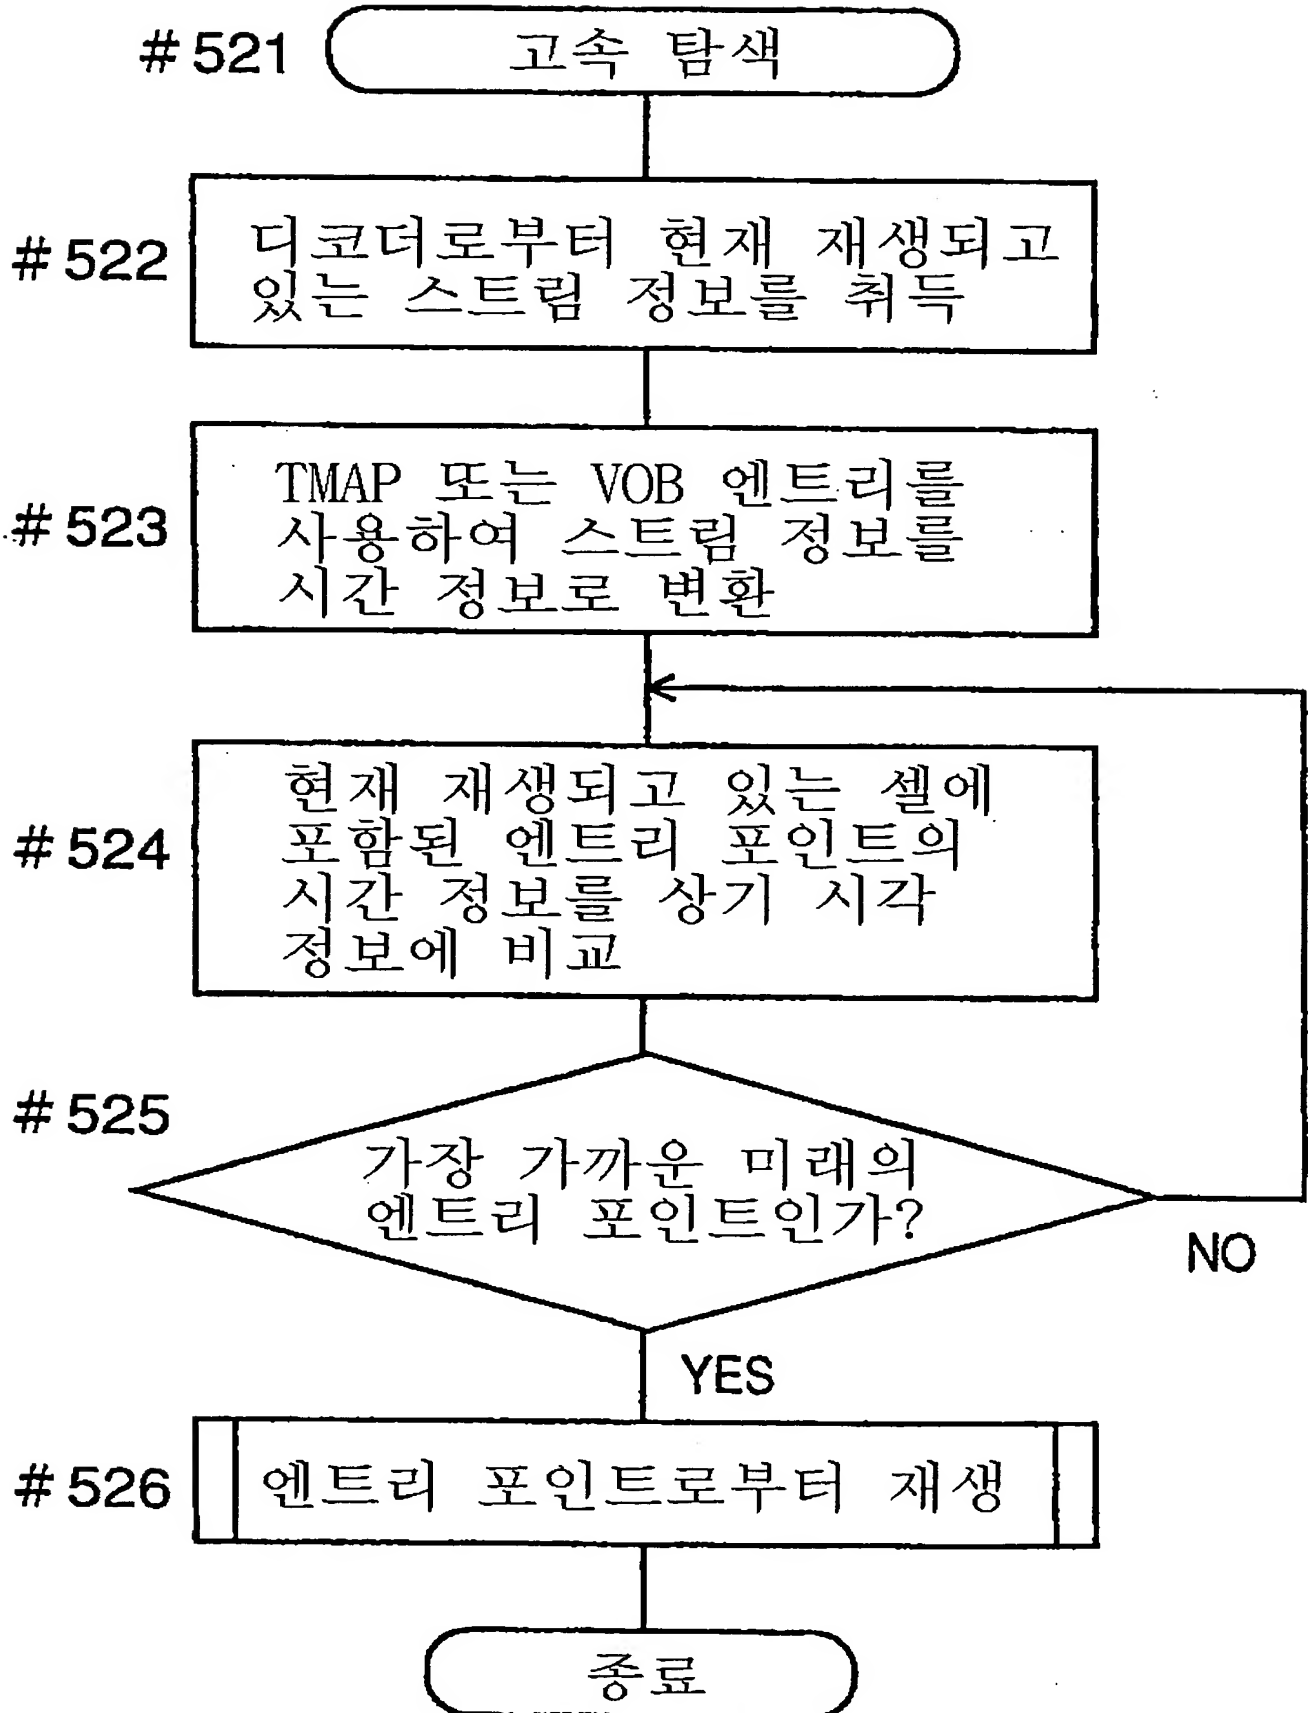 #521 고속 탐색
#522
디코더로부터 현재 재생되고
있는 스트림 정보를 취득
#523
TMAP 또는 VOB 엔트리를
사용하여 스트림 정보를
시간 정보로 변환
#524
현재 재생되고 있는 셀에
포함된 엔트리 포인트의
시간 정보를 상기 시각
정보에 비교
#525
가장 가까운 미래의
엔트리 포인트인가?
NO
YES
#526 엔트리 포인트로부터 재생
종료